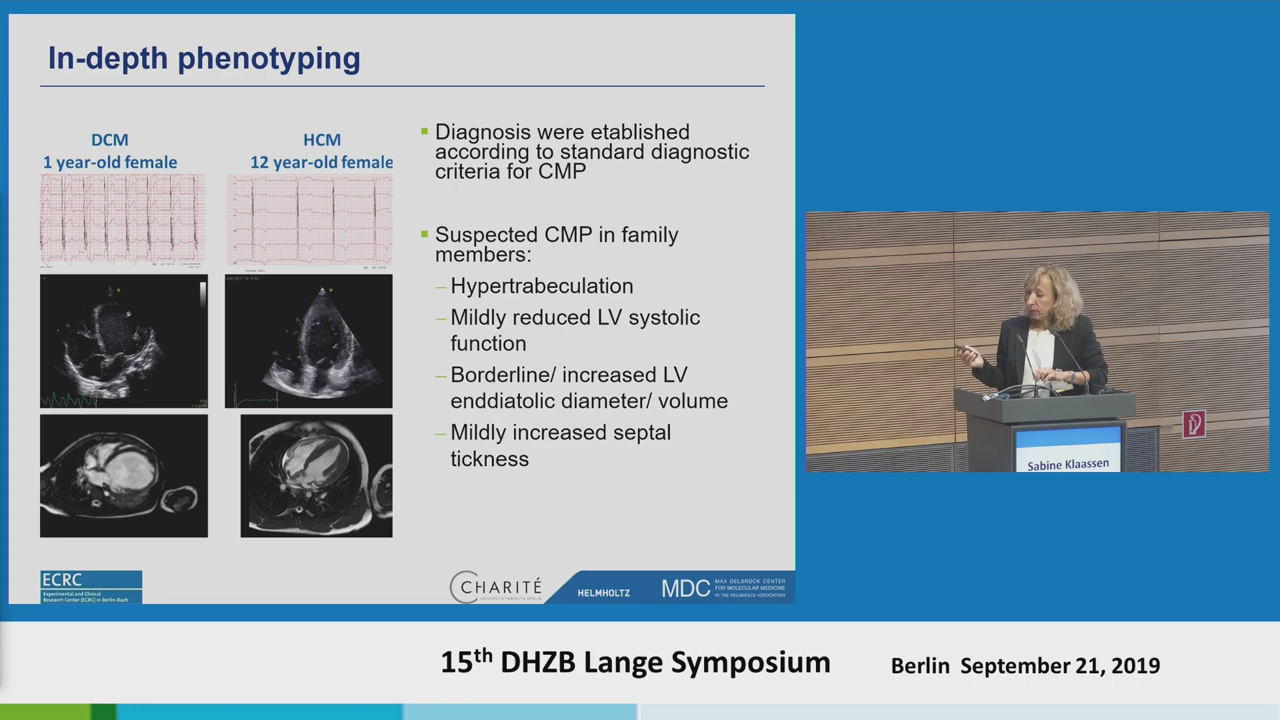 In-depth phenotyping
DCM
1 year-old female
HCM
12 year-old female
Diagnosis were etablished
according to standard diagnostic
criteria for CMP
Suspected CMP in family
members:
– Hypertrabeculation
– Mildly reduced LV systolic
function
– Borderline/ increased LV
enddiatolic diameter/ volume
– Mildly increased septal
tickness
ECRC
Experimental and Clinical
Research Center (ECRC) in Berlin-Buch
CHARITÉ
UNIVERSITÄTSMEDIZIN BERLIN
HELMHOLTZ
MDC
MAX DELBRÜCK CENTER
FOR MOLECULAR MEDICINE
IN THE HELMHOLTZ ASSOCIATION
Sabine Klaassen
15th DHZB Lange Symposium
Berlin September 21, 2019